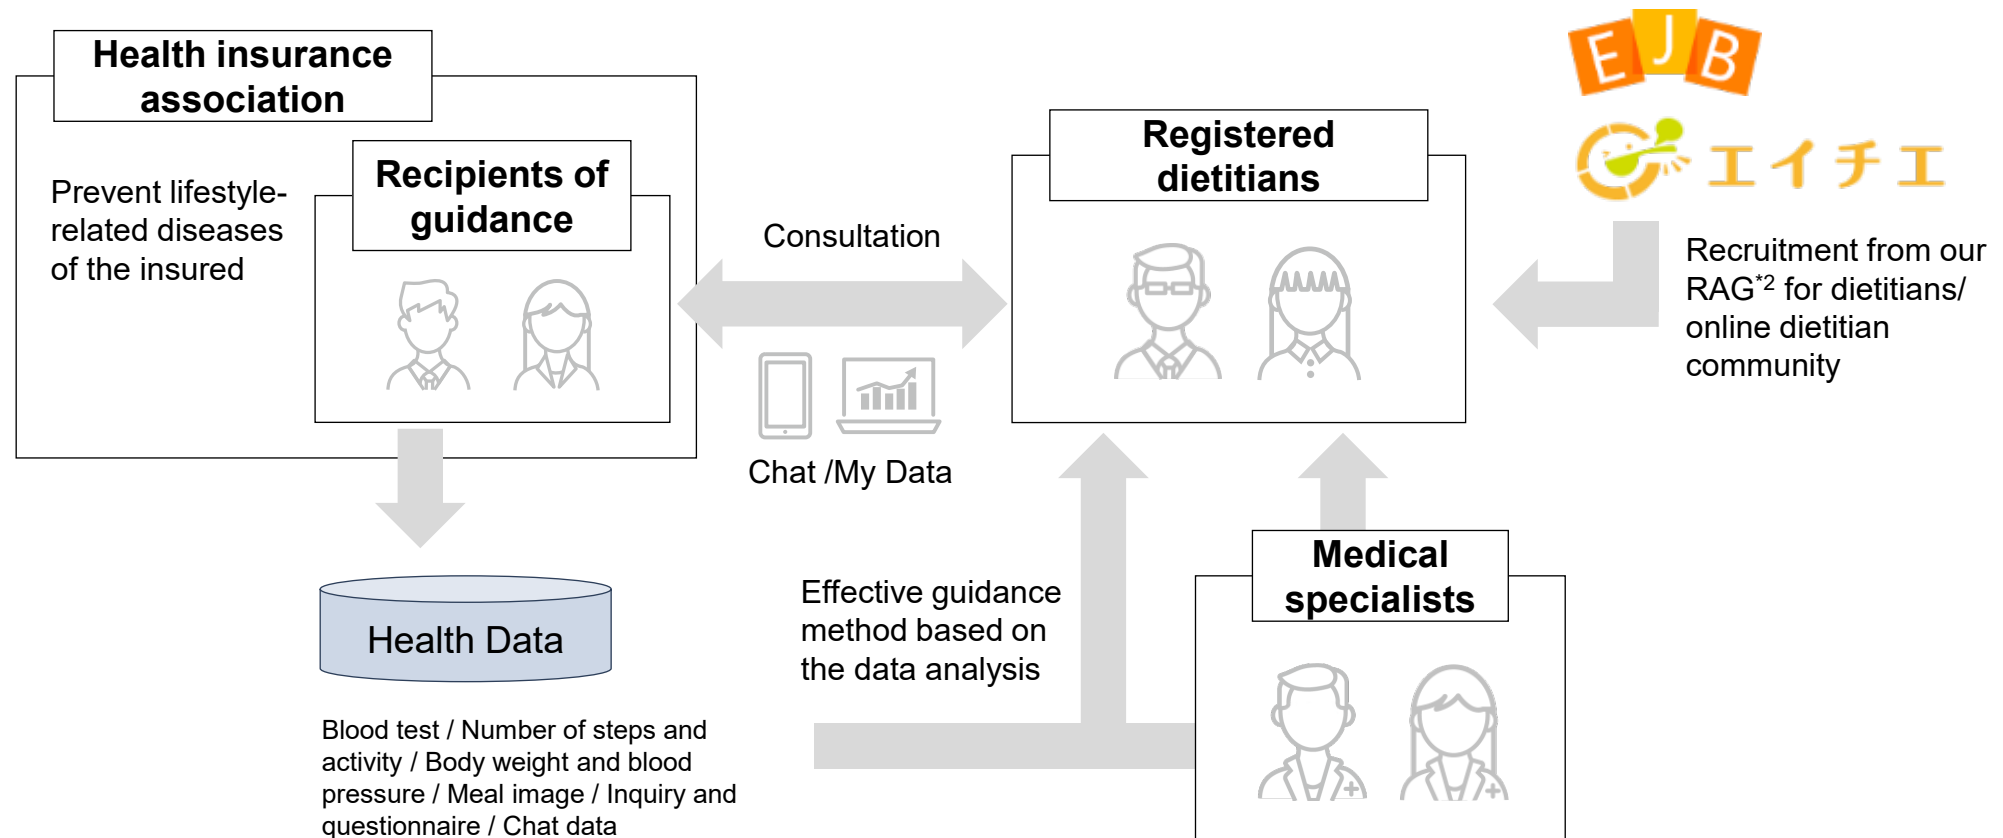 Health insurance
association
Prevent lifestyle-
related diseases
of the insured
Recipients of
guidance
Consultation
Chat /My Data
Registered
dietitians
EJB
エイチエ
Recruitment from our
RAG*2 for dietitians/
online dietitian
community
Health Data
Blood test / Number of steps and
activity / Body weight and blood
pressure / Meal image / Inquiry and
questionnaire / Chat data
Effective guidance
method based on
the data analysis
Medical
specialists